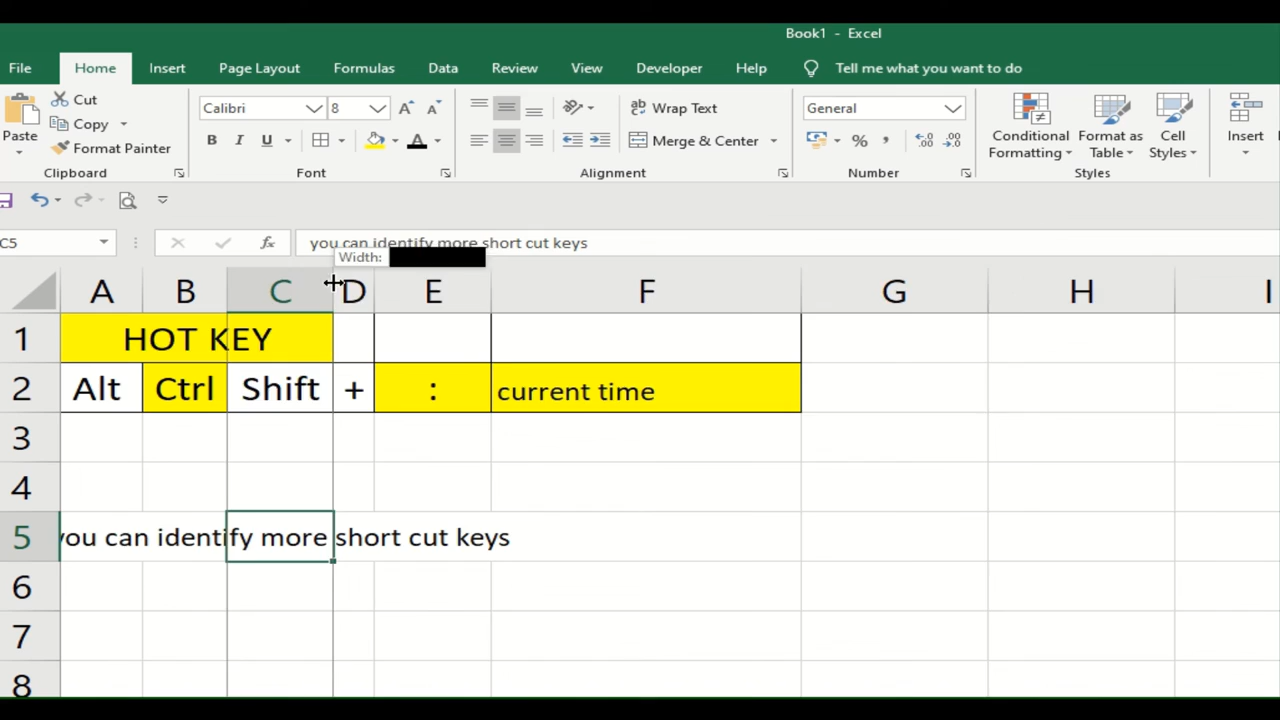 Book1 - Excel
File Home Insert Page Layout Formulas Data Review View Developer Help Tell me what you want to do
Cut
Copy
Format Painter
Paste
Clipboard
Calibri 8
B I U A
Font
Wrap Text
Merge & Center
Alignment
General
%
Number
Conditional Formatting
Format as Table
Cell Styles
Styles
Insert
C5 fx you can identify more short cut keys
Width:
A B C D E F G H I
1 HOT KEY
2 Alt Ctrl Shift + : current time
3
4
5 you can identify more short cut keys
6
7
8